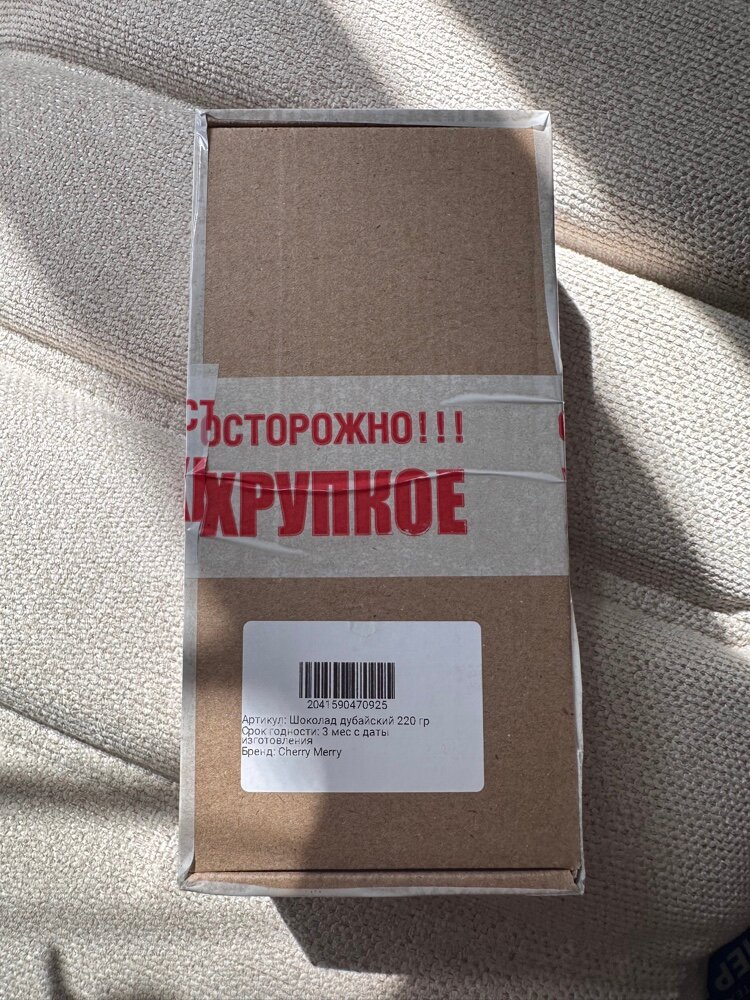 ОСТОРОЖНО!!!
ХРУПКОЕ
2041590470925
Артикул: Шоколад дубайский 220 гр
Срок годности: 3 мес с даты
изготовления
Бренд: Cherry Merry